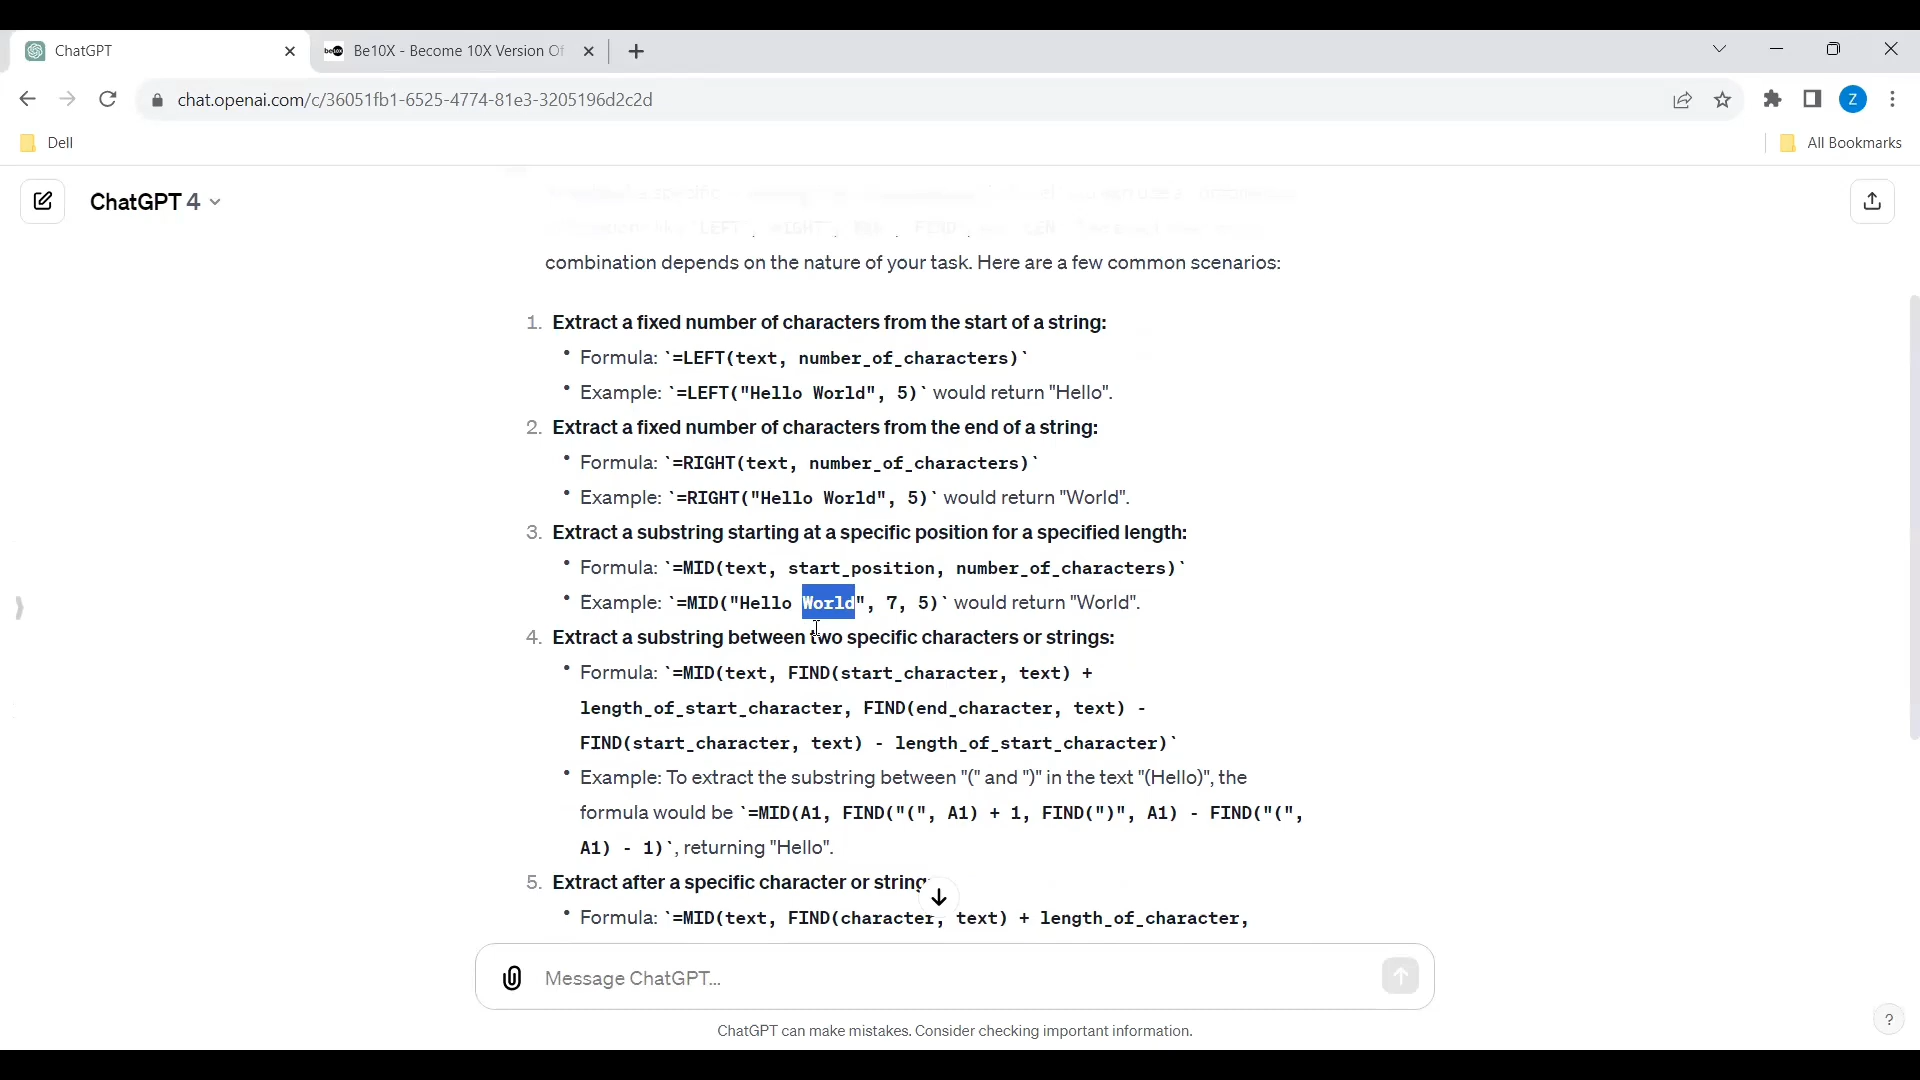 ChatGPT
Be10X - Become 10X Version Of
chat.openai.com/c/36051fb1-6525-4774-81e3-3205196d2c2d
Z
Dell
All Bookmarks
ChatGPT 4
combination depends on the nature of your task. Here are a few common scenarios:
1. Extract a fixed number of characters from the start of a string:
• Formula: `=LEFT(text, number_of_characters)`
• Example: `=LEFT("Hello World", 5)` would return "Hello".
2. Extract a fixed number of characters from the end of a string:
• Formula: `=RIGHT(text, number_of_characters)`
• Example: `=RIGHT("Hello World", 5)` would return "World".
3. Extract a substring starting at a specific position for a specified length:
• Formula: `=MID(text, start_position, number_of_characters)`
• Example: `=MID("Hello World", 7, 5)` would return "World".
4. Extract a substring between two specific characters or strings:
• Formula: `=MID(text, FIND(start_character, text) +
length_of_start_character, FIND(end_character, text) -
FIND(start_character, text) - length_of_start_character)`
• Example: To extract the substring between "(" and ")" in the text "(Hello)", the
formula would be `=MID(A1, FIND("(", A1) + 1, FIND(")", A1) - FIND("(",
A1) - 1)`, returning "Hello".
5. Extract after a specific character or string:
• Formula: `=MID(text, FIND(character, text) + length_of_character,
Message ChatGPT...
ChatGPT can make mistakes. Consider checking important information.
?